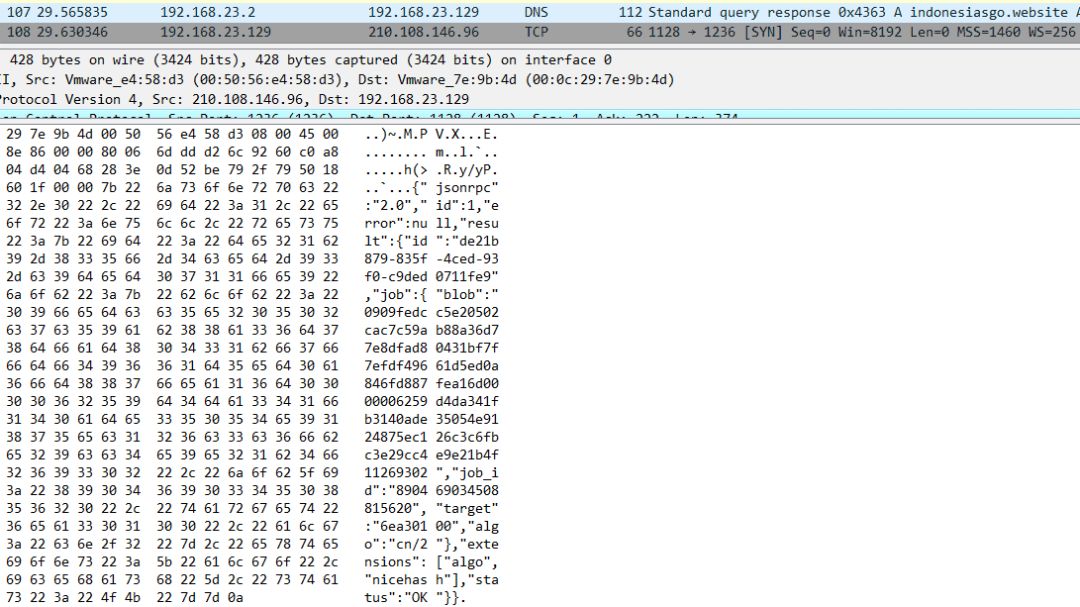 107 29.565835 192.168.23.2 192.168.23.129 DNS 112 Standard query response 0x4363 A indonesiasgo.website A
108 29.630346 192.168.23.129 210.108.146.96 TCP 66 1128 → 1236 [SYN] Seq=0 Win=8192 Len=0 MSS=1460 WS=256
428 bytes on wire (3424 bits), 428 bytes captured (3424 bits) on interface 0
II, Src: Vmware_e4:58:d3 (00:50:56:e4:58:d3), Dst: Vmware_7e:9b:4d (00:0c:29:7e:9b:4d)
Protocol Version 4, Src: 210.108.146.96, Dst: 192.168.23.129
29 7e 9b 4d 00 50 56 e4 58 d3 08 00 45 00 ..)~.M.P V.X...E.
8e 86 00 00 80 06 6d dd d2 6c 92 60 c0 a8 ........ m..l.`..
04 d4 04 68 28 3e 0d 52 be 79 2f 79 50 18 .....h(> .R.y/yP.
60 1f 00 00 7b 22 6a 73 6f 6e 72 70 63 22 ..`...{" jsonrpc"
32 2e 30 22 2c 22 69 64 22 3a 31 2c 22 65 :"2.0"," id":1,"e
6f 72 22 3a 6e 75 6c 6c 2c 22 72 65 73 75 rror":nu ll,"resu
22 3a 7b 22 69 64 22 3a 22 64 65 32 31 62 lt":{"id ":"de21b
39 2d 38 33 35 66 2d 34 63 65 64 2d 39 33 879-835f -4ced-93
2d 63 39 64 65 64 30 37 31 31 66 65 39 22 f0-c9ded 0711fe9"
6a 6f 62 22 3a 7b 22 62 6c 6f 62 22 3a 22 ,"job":{ "blob":"
30 39 66 65 64 63 63 35 65 32 30 35 30 32 0909fedc c5e20502
63 37 63 35 39 61 62 38 38 61 33 36 64 37 cac7c59a b88a36d7
38 64 66 61 64 38 30 34 33 31 62 66 37 66 7e8dfad8 0431bf7f
66 64 66 34 39 36 36 31 64 35 65 64 30 61 7efdf496 61d5ed0a
36 66 64 38 38 37 66 65 61 31 36 64 30 30 846fd887 fea16d00
30 30 36 32 35 39 64 34 64 61 33 34 31 66 00006259 d4da341f
31 34 30 61 64 65 33 35 30 35 34 65 39 31 b3140ade 35054e91
38 37 35 65 63 31 32 36 63 33 63 36 66 62 24875ec1 26c3c6fb
65 32 39 63 63 34 65 39 65 32 31 62 34 66 c3e29cc4 e9e21b4f
32 36 39 33 30 32 22 2c 22 6a 6f 62 5f 69 11269302 ","job_i
3a 22 38 39 30 34 36 39 30 33 34 35 30 38 d":"8904 69034508
35 36 32 30 22 2c 22 74 61 72 67 65 74 22 815620", "target"
36 65 61 33 30 31 30 30 22 2c 22 61 6c 67 :"6ea301 00","alg
3a 22 63 6e 2f 32 22 7d 2c 22 65 78 74 65 o":"cn/2 "},"exte
69 6f 6e 73 22 3a 5b 22 61 6c 67 6f 22 2c nsions": ["algo",
69 63 65 68 61 73 68 22 5d 2c 22 73 74 61 "nicehas h"],"sta
73 22 3a 22 4f 4b 22 7d 7d 0a tus":"OK "}}.